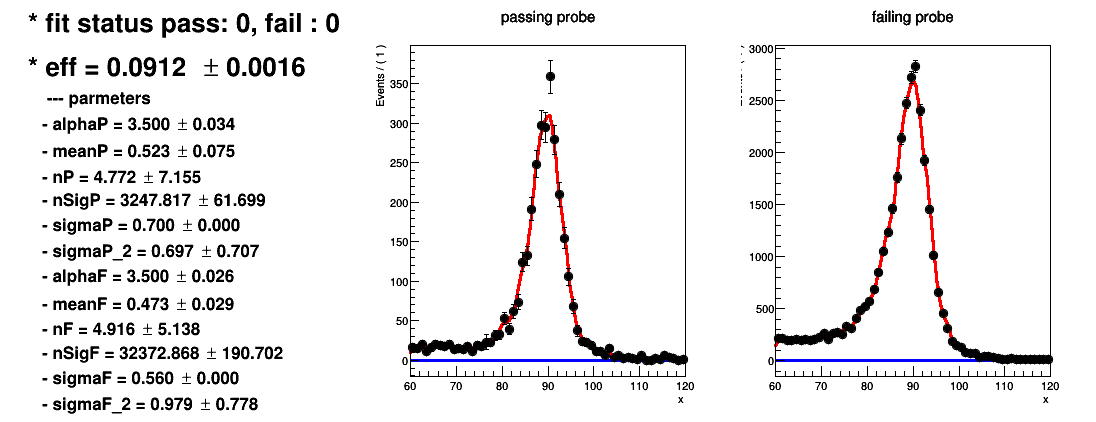 * fit status pass: 0, fail : 0
* eff = 0.0912 ± 0.0016
--- parmeters
- alphaP = 3.500 ± 0.034
- meanP = 0.523 ± 0.075
- nP = 4.772 ± 7.155
- nSigP = 3247.817 ± 61.699
- sigmaP = 0.700 ± 0.000
- sigmaP_2 = 0.697 ± 0.707
- alphaF = 3.500 ± 0.026
- meanF = 0.473 ± 0.029
- nF = 4.916 ± 5.138
- nSigF = 32372.868 ± 190.702
- sigmaF = 0.560 ± 0.000
- sigmaF_2 = 0.979 ± 0.778
passing probe
Events / ( 1 )
350
300
250
200
150
100
50
0
60 70 80 90 100 110 120
x
failing probe
3000
2500
2000
1500
1000
500
0
60 70 80 90 100 110 120
x